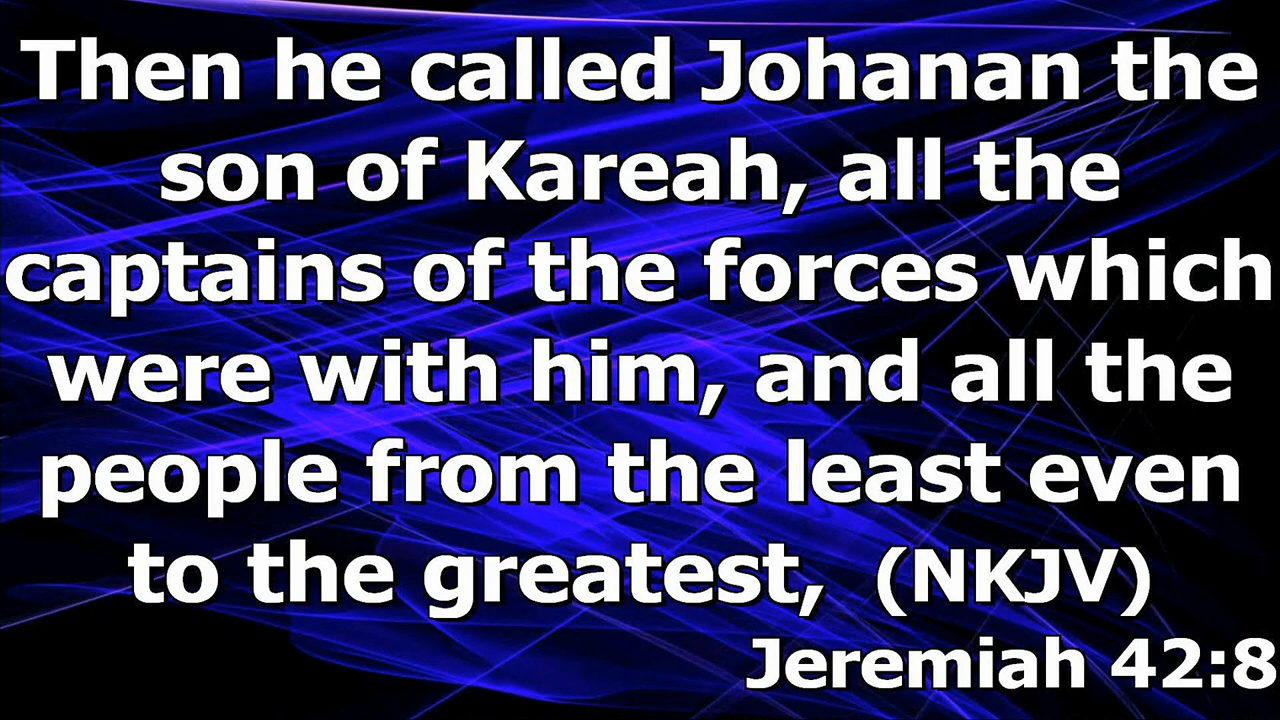 Then he called Johanan the
son of Kareah, all the
captains of the forces which
were with him, and all the
people from the least even
to the greatest, (NKJV)
Jeremiah 42:8